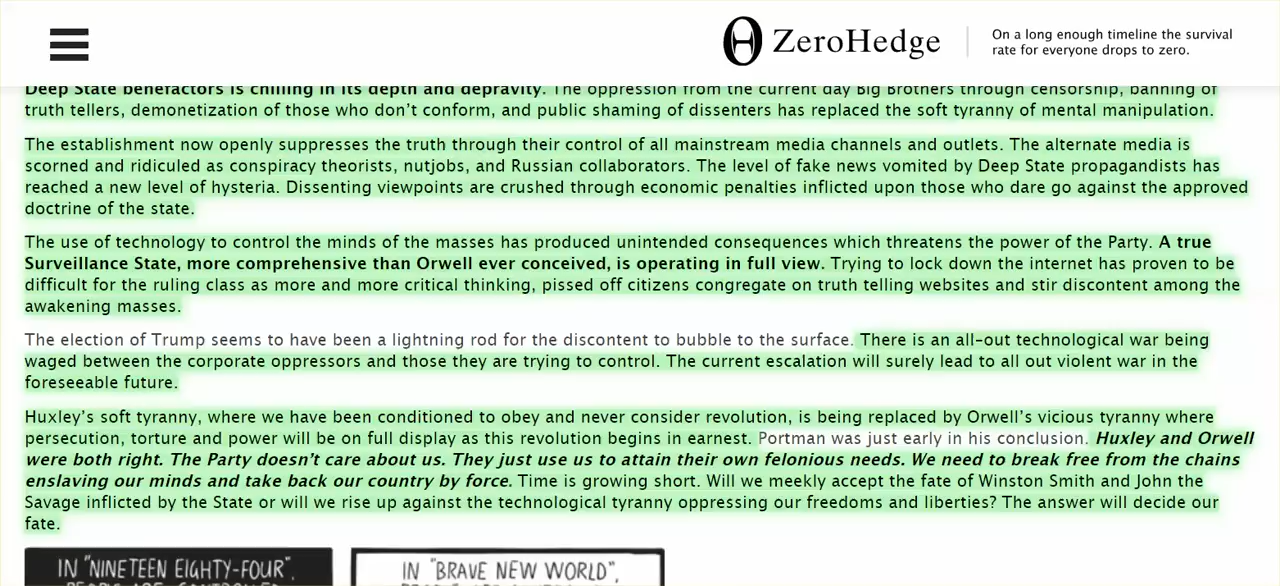 ZeroHedge
On a long enough timeline the survival
rate for everyone drops to zero.
Deep State benefactors is chilling in its depth and depravity. The oppression from the current day Big Brothers through censorship, banning of
truth tellers, demonetization of those who don't conform, and public shaming of dissenters has replaced the soft tyranny of mental manipulation.
The establishment now openly suppresses the truth through their control of all mainstream media channels and outlets. The alternate media is
scorned and ridiculed as conspiracy theorists, nutjobs, and Russian collaborators. The level of fake news vomited by Deep State propagandists has
reached a new level of hysteria. Dissenting viewpoints are crushed through economic penalties inflicted upon those who dare go against the approved
doctrine of the state.
The use of technology to control the minds of the masses has produced unintended consequences which threatens the power of the Party. A true
Surveillance State, more comprehensive than Orwell ever conceived, is operating in full view. Trying to lock down the internet has proven to be
difficult for the ruling class as more and more critical thinking, pissed off citizens congregate on truth telling websites and stir discontent among the
awakening masses.
The election of Trump seems to have been a lightning rod for the discontent to bubble to the surface. There is an all-out technological war being
waged between the corporate oppressors and those they are trying to control. The current escalation will surely lead to all out violent war in the
foreseeable future.
Huxley's soft tyranny, where we have been conditioned to obey and never consider revolution, is being replaced by Orwell's vicious tyranny where
persecution, torture and power will be on full display as this revolution begins in earnest. Portman was just early in his conclusion. Huxley and Orwell
were both right. The Party doesn't care about us. They just use us to attain their own felonious needs. We need to break free from the chains
enslaving our minds and take back our country by force. Time is growing short. Will we meekly accept the fate of Winston Smith and John the
Savage inflicted by the State or will we rise up against the technological tyranny oppressing our freedoms and liberties? The answer will decide our
fate.
IN "NINETEEN EIGHTY-FOUR",
IN "BRAVE NEW WORLD",